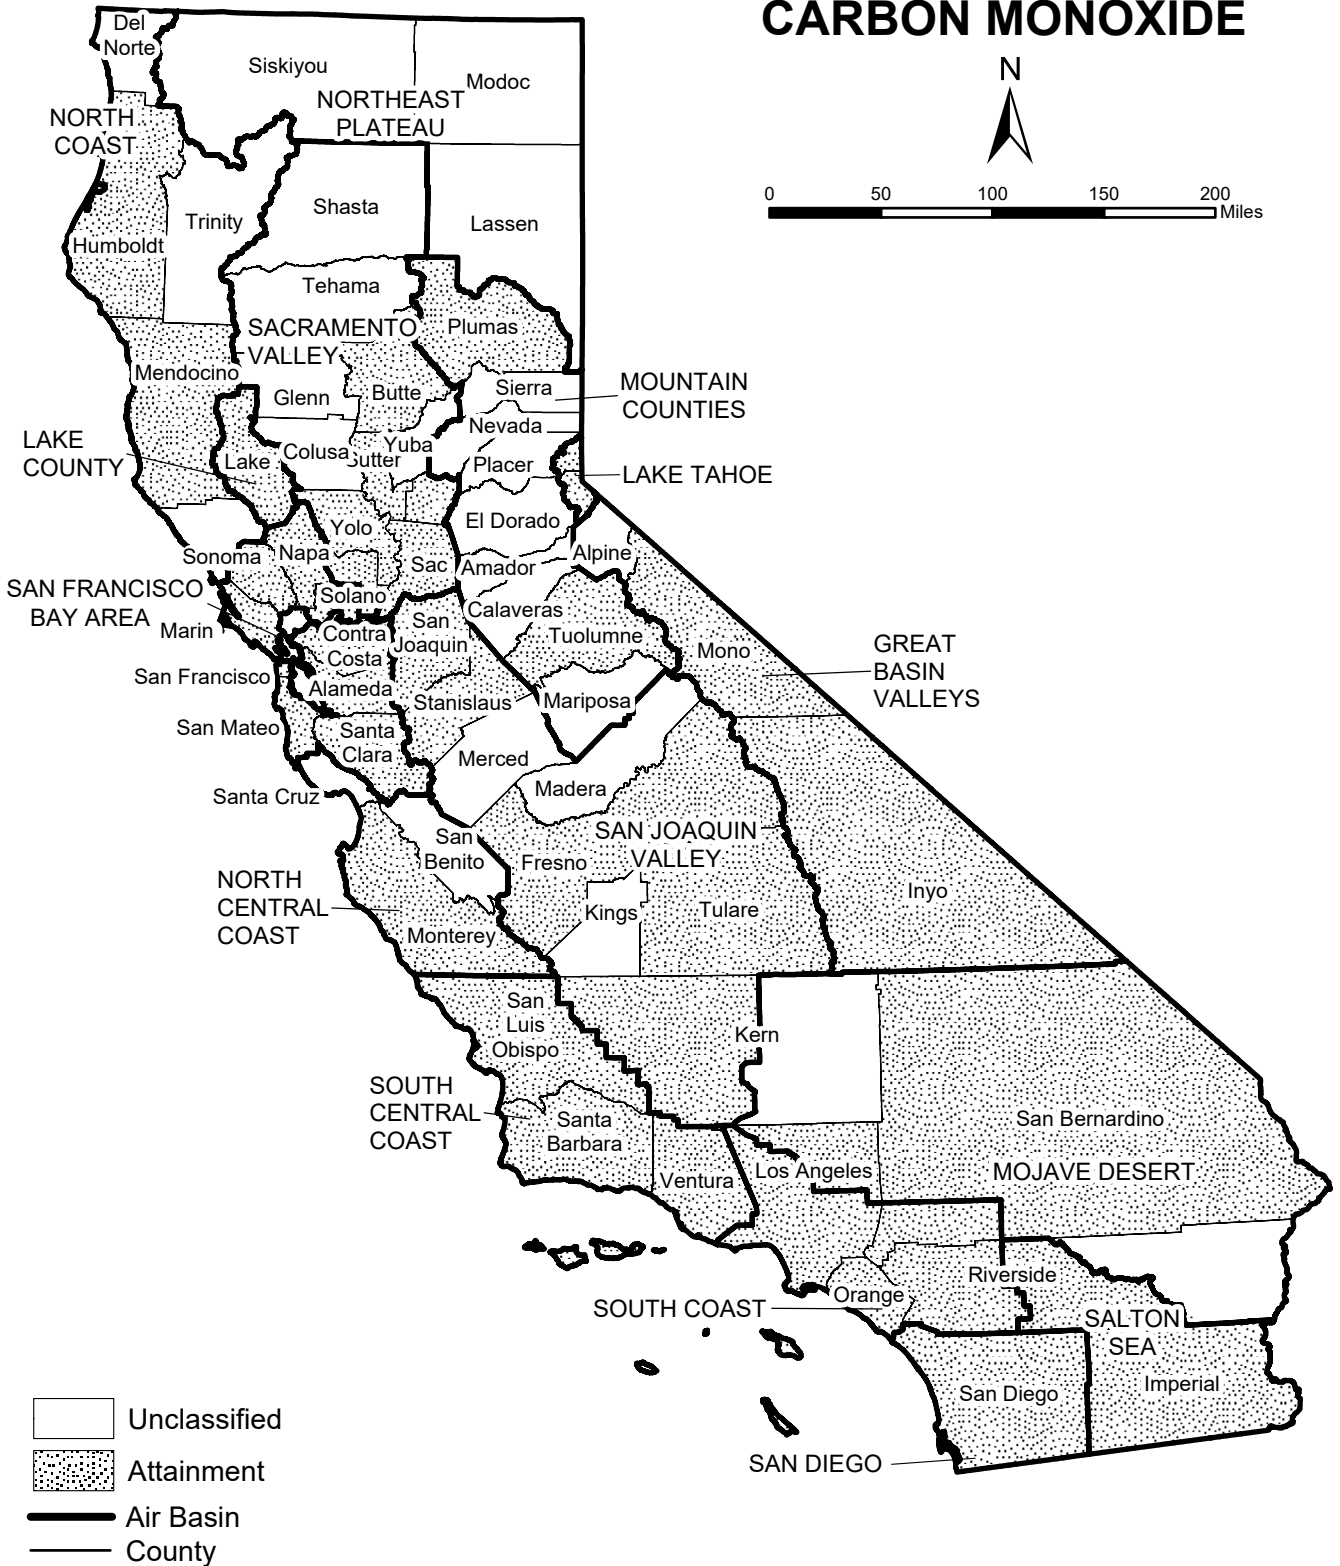 CARBON MONOXIDE
N
0 50 100 150 200
Miles
Del
Norte
Siskiyou
Modoc
NORTHEAST
PLATEAU
NORTH
COAST
Shasta
Trinity
Lassen
Humboldt
Tehama
SACRAMENTO
VALLEY
Plumas
Mendocino
Glenn
Butte
Sierra
MOUNTAIN
COUNTIES
Nevada
LAKE
COUNTY
Lake
Colusa
Sutter
Yuba
Placer
LAKE TAHOE
El Dorado
Yolo
Sonoma
Napa
Sac
Amador
Alpine
SAN FRANCISCO
BAY AREA
Solano
Calaveras
Marin
Contra
Costa
San
Joaquin
Tuolumne
Mono
GREAT
BASIN
VALLEYS
San Francisco
Alameda
Stanislaus
Mariposa
San Mateo
Santa
Clara
Merced
Madera
Santa Cruz
San
Benito
SAN JOAQUIN
VALLEY
Fresno
NORTH
CENTRAL
COAST
Kings
Tulare
Inyo
Monterey
San
Luis
Obispo
Kern
SOUTH
CENTRAL
COAST
Santa
Barbara
San Bernardino
Ventura
Los Angeles
MOJAVE DESERT
Riverside
Orange
SOUTH COAST
SALTON
SEA
San Diego
Imperial
SAN DIEGO
Unclassified
Attainment
Air Basin
County